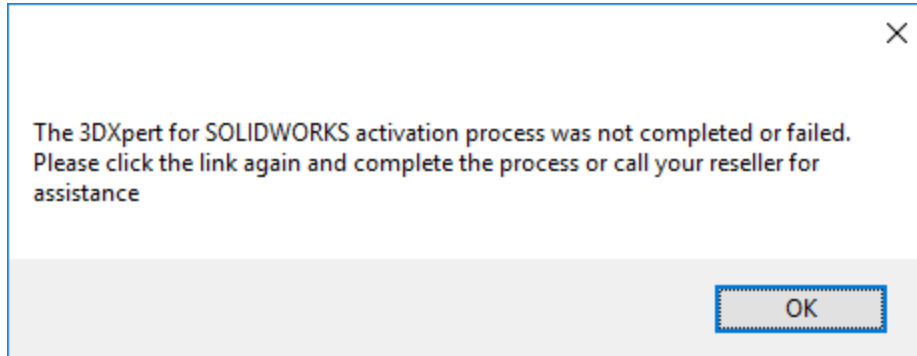 The 3DXpert for SOLIDWORKS activation process was not completed or failed.
Please click the link again and complete the process or call your reseller for
assistance
OK